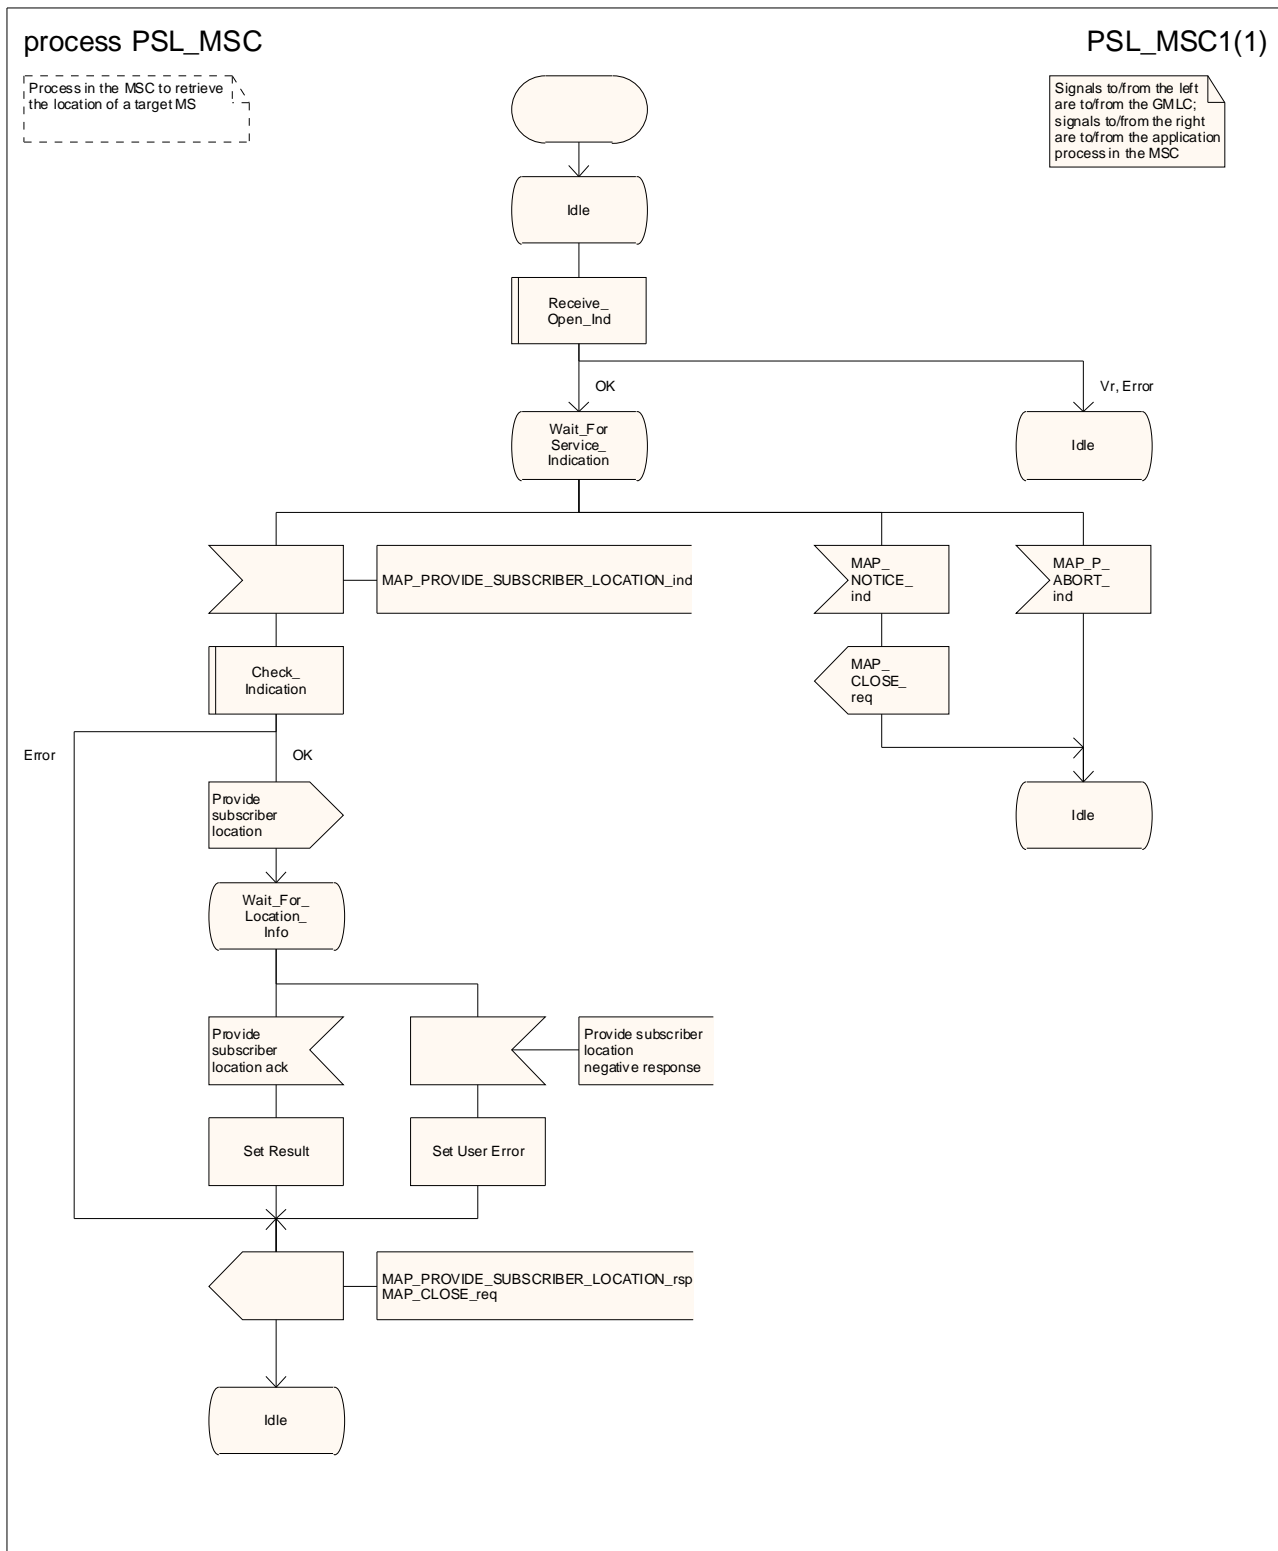 process PSL_MSC
PSL_MSC1(1)
Process in the MSC to retrieve
the location of a target MS
Signals to/from the left
are to/from the GMLC;
signals to/from the right
are to/from the application
process in the MSC
Idle
Receive_
Open_Ind
OK
Vr, Error
Wait_For
Service_
Indication
Idle
MAP_PROVIDE_SUBSCRIBER_LOCATION_ind
MAP_
NOTICE_
ind
MAP_P_
ABORT_
ind
Check_
Indication
MAP_
CLOSE_
req
Error
OK
Provide
subscriber
location
Idle
Wait_For_
Location_
Info
Provide
subscriber
location ack
Provide subscriber
location
negative response
Set Result
Set User Error
MAP_PROVIDE_SUBSCRIBER_LOCATION_rsp
MAP_CLOSE_req
Idle